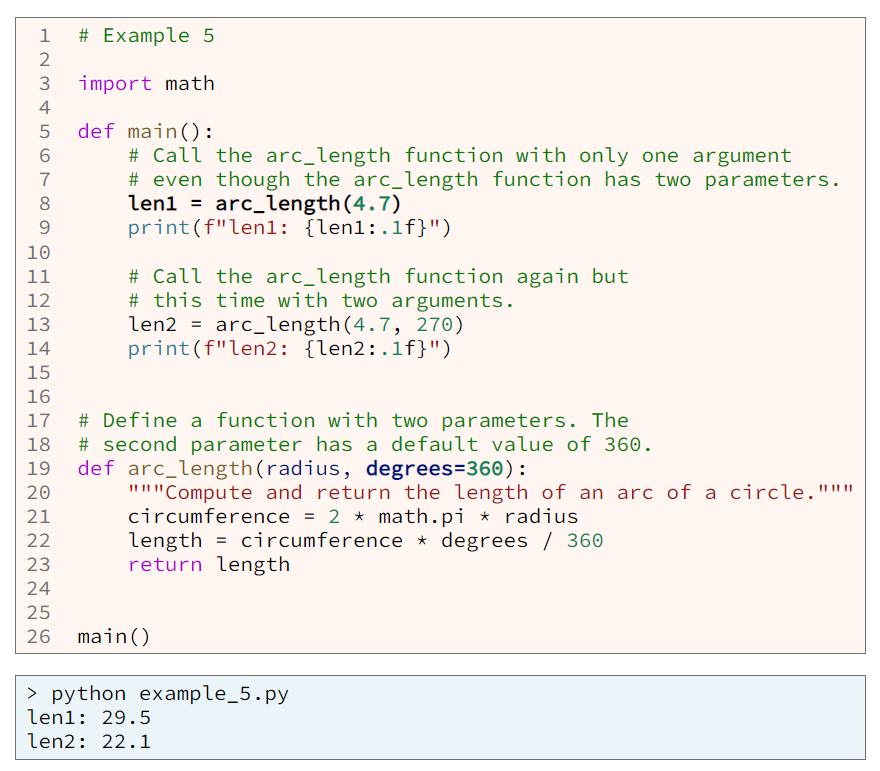 1 # Example 5
2
3 import math
4
5 def main():
6     # Call the arc_length function with only one argument
7     # even though the arc_length function has two parameters.
8     len1 = arc_length(4.7)
9     print(f"len1: {len1:.1f}")
10
11     # Call the arc_length function again but
12     # this time with two arguments.
13     len2 = arc_length(4.7, 270)
14     print(f"len2: {len2:.1f}")
15
16
17 # Define a function with two parameters. The
18 # second parameter has a default value of 360.
19 def arc_length(radius, degrees=360):
20     """Compute and return the length of an arc of a circle."""
21     circumference = 2 * math.pi * radius
22     length = circumference * degrees / 360
23     return length
24
25
26 main()
> python example_5.py
len1: 29.5
len2: 22.1